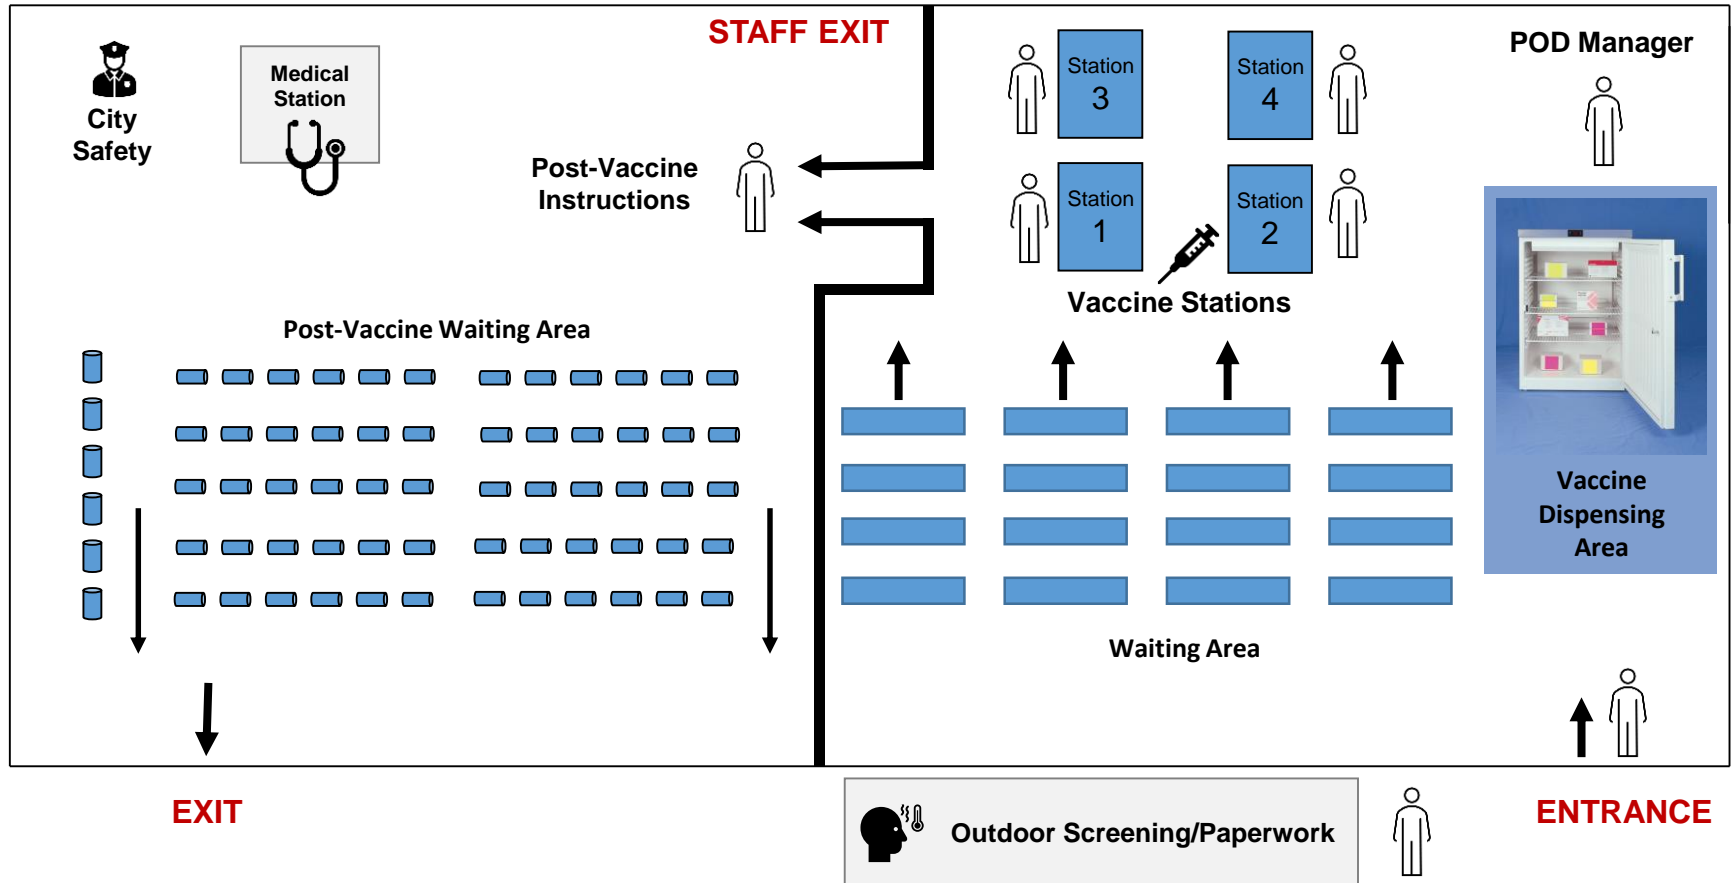 STAFF EXIT
City
Safety
Medical
Station
Post-Vaccine
Instructions
Post-Vaccine Waiting Area
EXIT
Station
3
Station
4
Station
1
Station
2
Vaccine Stations
POD Manager
Vaccine
Dispensing
Area
Waiting Area
Outdoor Screening/Paperwork
ENTRANCE